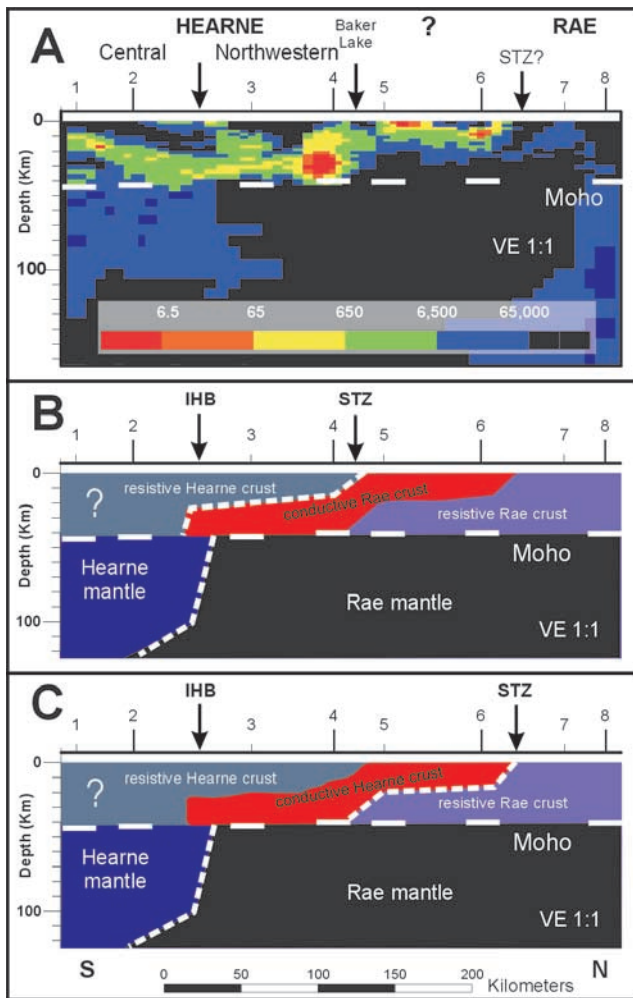 A
HEARNE ? RAE
Central Northwestern Baker Lake STZ?
1 2 3 4 5 6 7 8
Depth (Km)
0
100
Moho
VE 1:1
6.5 65 650 6,500 65,000
B
IHB STZ
1 2 3 4 5 6 7 8
Depth (Km)
0
100
? resistive Hearne crust
conductive Rae crust
resistive Rae crust
Moho
Hearne mantle
Rae mantle
VE 1:1
C
IHB STZ
1 2 3 4 5 6 7 8
Depth (Km)
0
100
? resistive Hearne crust
conductive Hearne crust
resistive Rae crust
Moho
Hearne mantle
Rae mantle
VE 1:1
S N
0 50 100 150 200
Kilometers